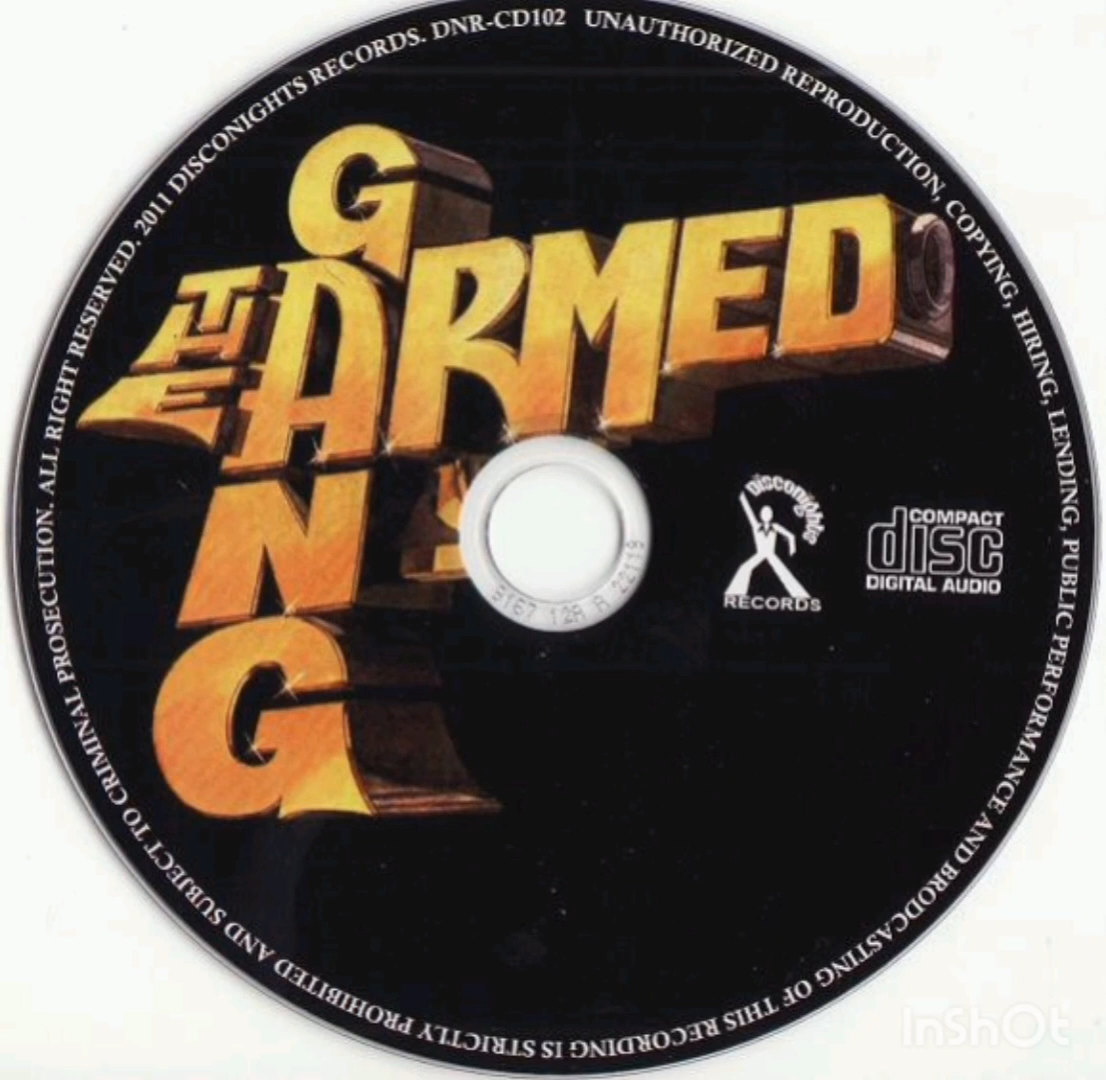 2011 DISCONIGHTS RECORDS. DNR-CD102 UNAUTHORIZED REPRODUCTION, COPYING, HIRING, LENDING, PUBLIC PERFORMANCE AND BRODCASTING OF THIS RECORDING IS STRICTLY PROHIBITED AND SUBJECT TO CRIMINAL PROSECUTION. ALL RIGHT RESERVED.
THE
ARMED
GANG
Disconights
RECORDS
COMPACT
disc
DIGITAL AUDIO
InShOt